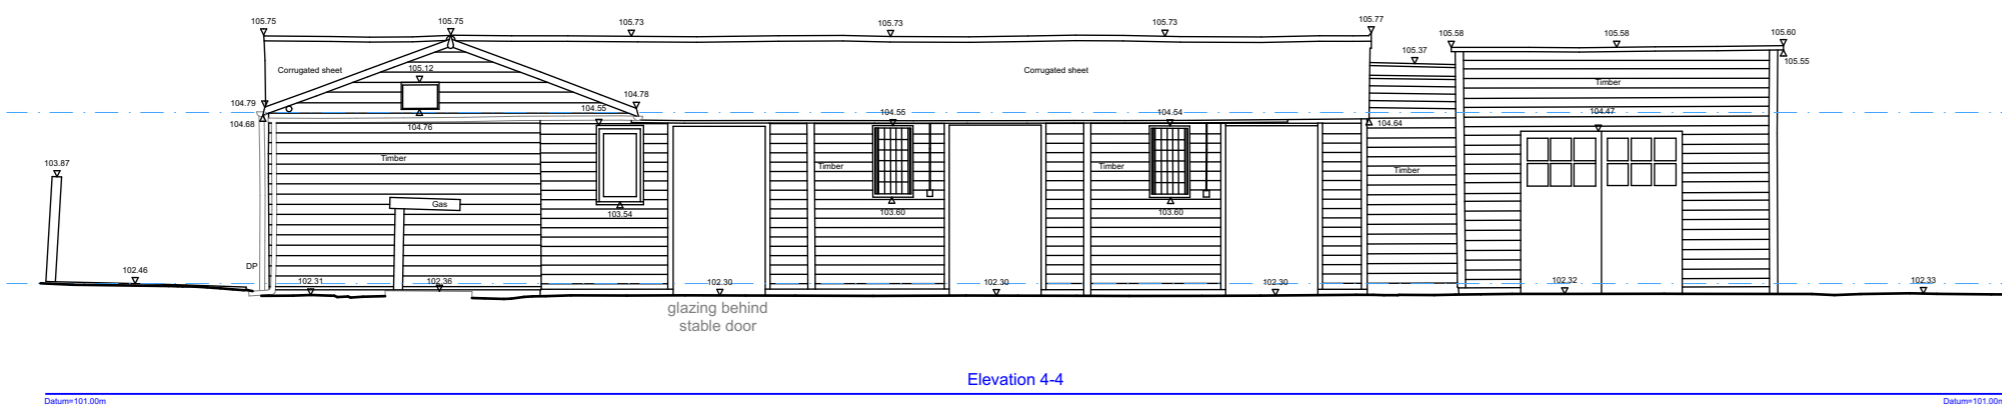 105.75
105.75
105.73
105.73
105.73
105.77
105.58
105.58
105.60
105.55
105.37
Corrugated sheet
105.12
Corrugated sheet
Timber
104.79
104.78
104.68
104.76
104.55
104.55
104.54
104.64
104.47
103.87
Timber
Timber
Timber
Timber
Gas
103.54
103.60
103.60
DP
102.46
102.31
102.36
102.30
102.30
102.30
102.32
102.33
glazing behind
stable door
Elevation 4-4
Datum=101.00m
Datum=101.00m